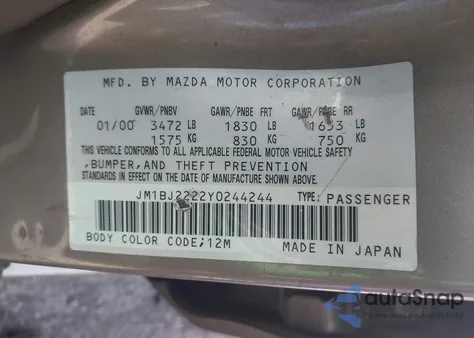 MFD. BY MAZDA MOTOR CORPORATION
DATE GVWR/PNBV GAWR/PNBE FRT GAWR/PNBE RR
01/00 3472 LB 1830 LB 1653 LB
1575 KG 830 KG 750 KG
THIS VEHICLE CONFORMS TO ALL APPLICABLE FEDERAL MOTOR VEHICLE SAFETY
,BUMPER,AND THEFT PREVENTION
STANDARDS IN EFFECT ON THE DATE OF MANUFACTURE SHOWN ABOVE.
JM1BJ2222Y0244244 TYPE: PASSENGER
BODY COLOR CODE;12M MADE IN JAPAN
autoSnap